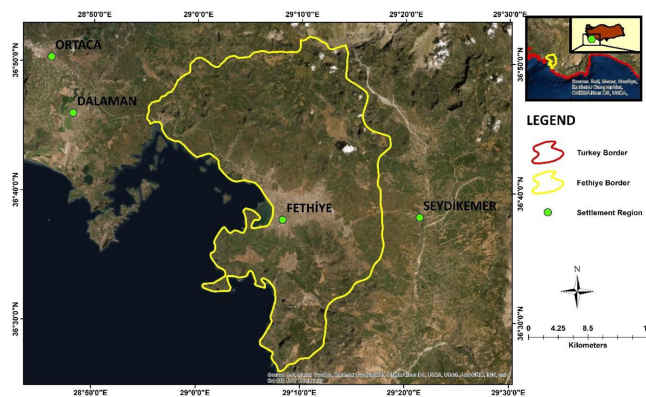 28°50'0"E 29°0'0"E 29°10'0"E 29°20'0"E 29°30'0"E
ORTACA
DALAMAN
FETHİYE
SEYDİKEMER
36°50'0"N
36°40'0"N
36°30'0"N
36°50'0"N
36°40'0"N
36°30'0"N
28°50'0"E 29°0'0"E 29°10'0"E 29°20'0"E 29°30'0"E
LEGEND
Turkey Border
Fethiye Border
Settlement Region
N
0 4.25 8.5
Kilometers